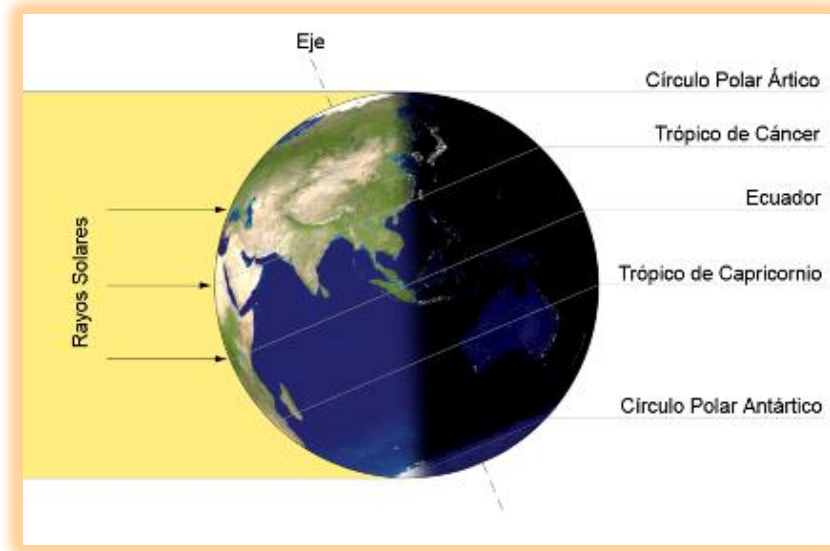 Eje
Círculo Polar Ártico
Trópico de Cáncer
Ecuador
Rayos Solares
Trópico de Capricornio
Círculo Polar Antártico